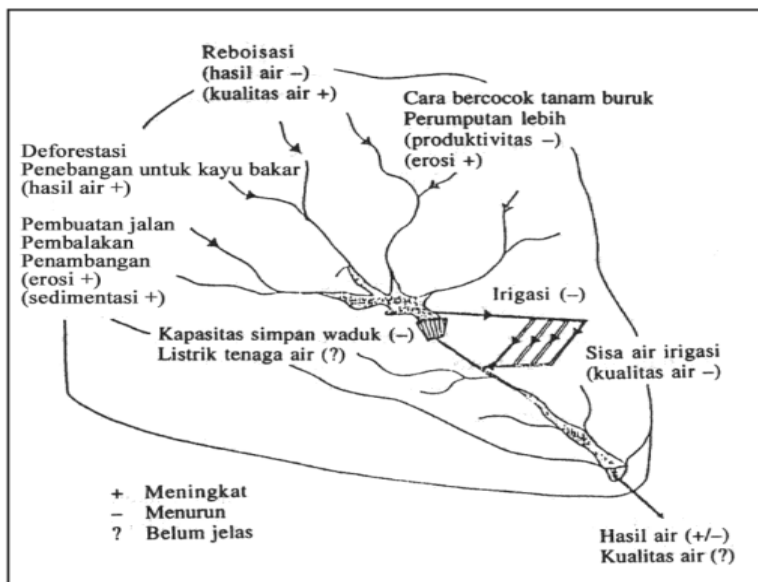 Reboisasi
(hasil air –)
(kualitas air +)
Cara bercocok tanam buruk
Perumputan lebih
(produktivitas –)
(erosi +)
Deforestasi
Penebangan untuk kayu bakar
(hasil air +)
Pembuatan jalan
Pembalakan
Penambangan
(erosi +)
(sedimentasi +)
Irigasi (–)
Kapasitas simpan waduk (–)
Listrik tenaga air (?)
Sisa air irigasi
(kualitas air –)
+ Meningkat
– Menurun
? Belum jelas
Hasil air (+/–)
Kualitas air (?)